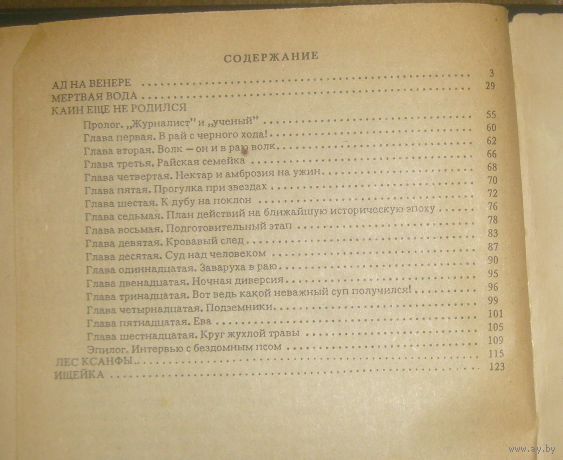 СОДЕРЖАНИЕ
АД НА ВЕНЕРЕ 3
МЕРТВАЯ ВОДА 29
КАИН ЕЩЕ НЕ РОДИЛСЯ
Пролог. „Журналист" и „ученый" 55
Глава первая. В рай с черного хода! 60
Глава вторая. Волк — он и в раю волк 62
Глава третья. Райская семейка 66
Глава четвертая. Нектар и амброзия на ужин 68
Глава пятая. Прогулка при звездах 70
Глава шестая. К дубу на поклон 72
Глава седьмая. План действий на ближайшую историческую эпоху 76
Глава восьмая. Подготовительный этап 78
Глава девятая. Кровавый след 83
Глава десятая. Суд над человеком 87
Глава одиннадцатая. Заваруха в раю 90
Глава двенадцатая. Ночная диверсия 95
Глава тринадцатая. Вот ведь какой неважный суп получился! 96
Глава четырнадцатая. Подземники 99
Глава пятнадцатая. Ева 101
Глава шестнадцатая. Круг жухлой травы 105
Эпилог. Интервью с бездомным псом 109
ЛЕС КСАНФЫ 115
ИЩЕЙКА 123
www.ay.by